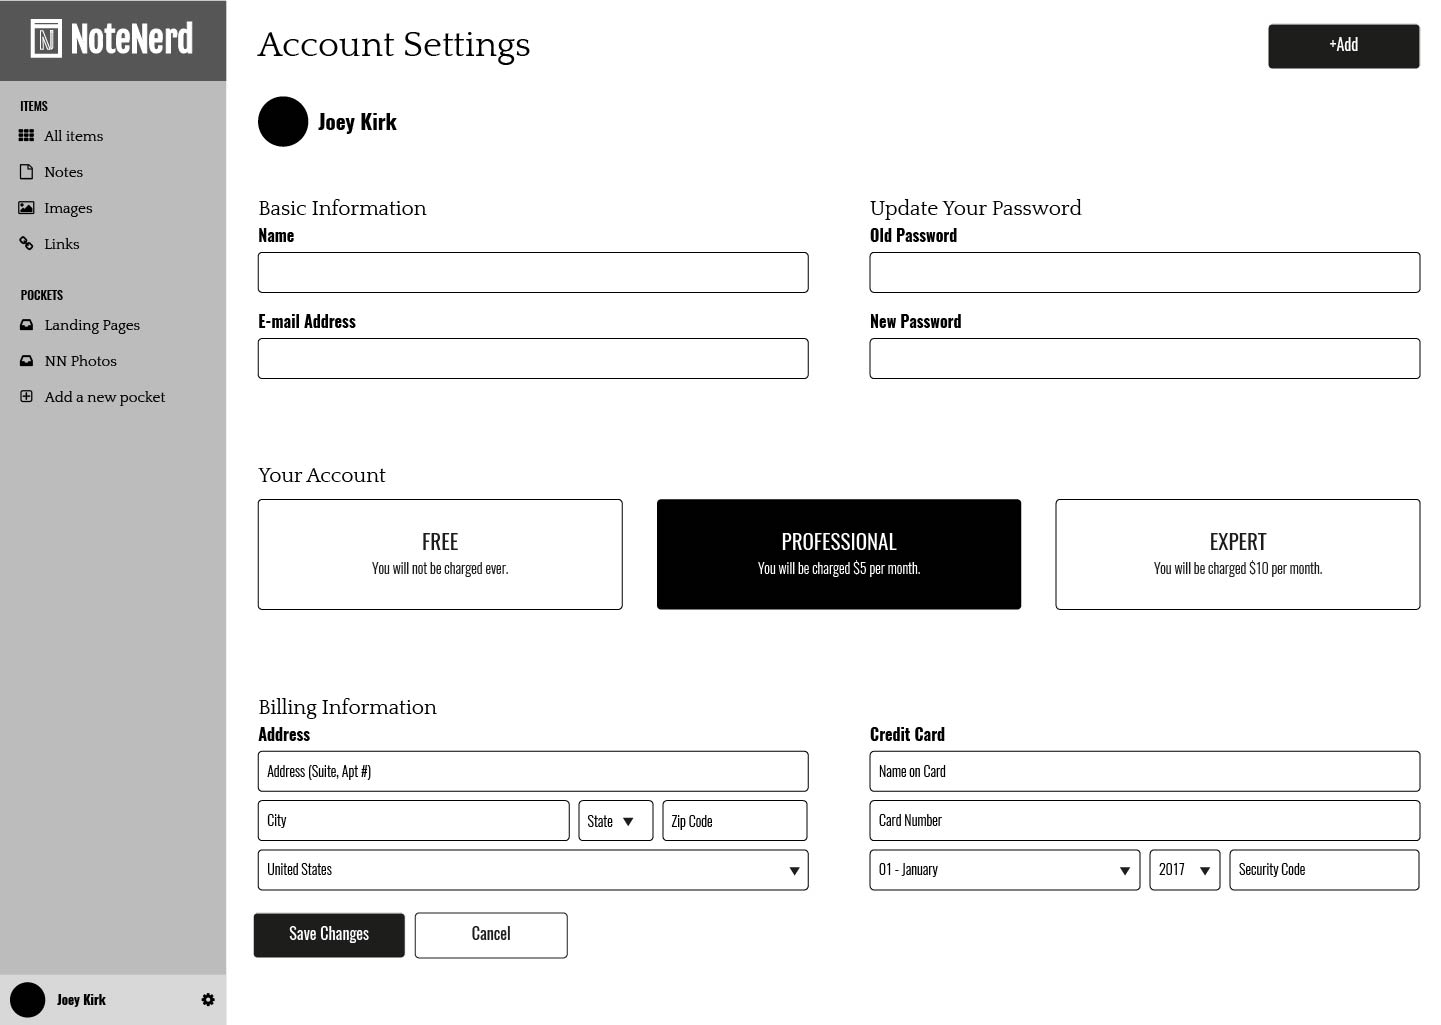 NoteNerd
ITEMS
All items
Notes
Images
Links
POCKETS
Landing Pages
NN Photos
Add a new pocket
Joey Kirk
Account Settings
+Add
Joey Kirk
Basic Information
Name
E-mail Address
Update Your Password
Old Password
New Password
Your Account
FREE
You will not be charged ever.
PROFESSIONAL
You will be charged $5 per month.
EXPERT
You will be charged $10 per month.
Billing Information
Address
Address (Suite, Apt #)
City
State
Zip Code
United States
Credit Card
Name on Card
Card Number
01 - January
2017
Security Code
Save Changes
Cancel